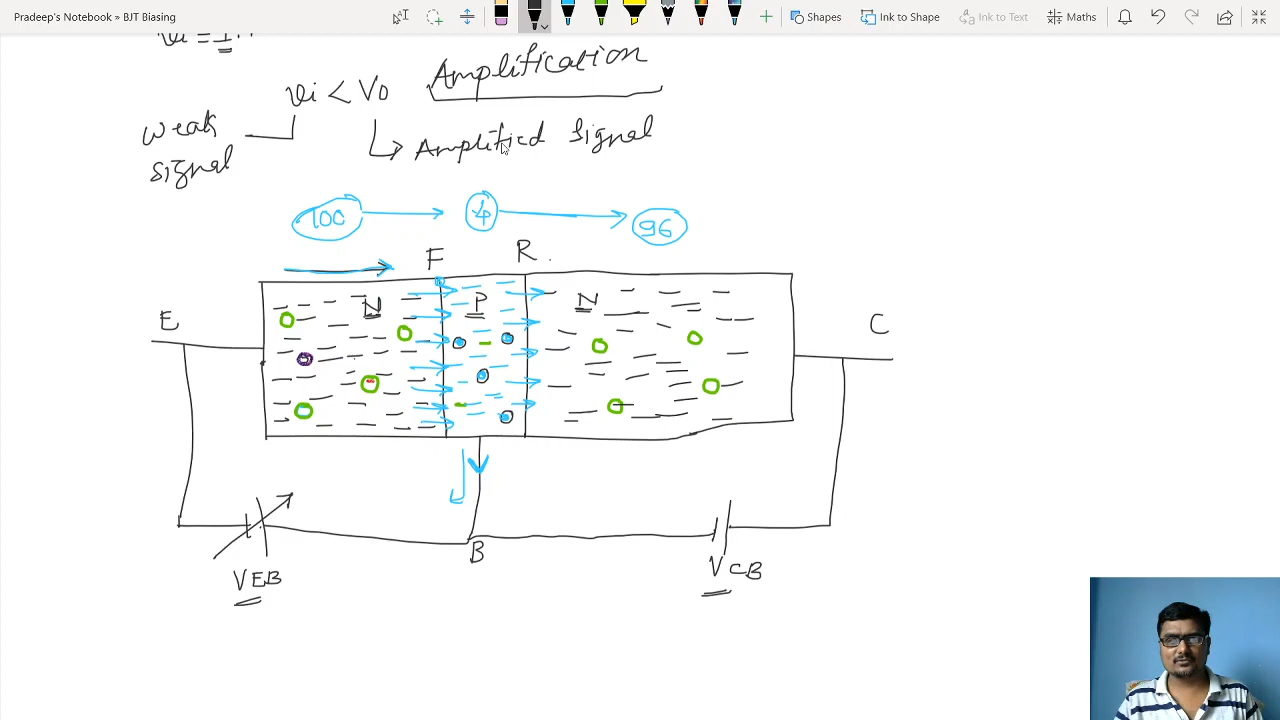 Pradeep's Notebook » BJT Biasing
Shapes
Ink to Shape
Ink to Text
Maths
Vi < Vo Amplification
weak signal
Amplified Signal
100 4 96
F R
E N P N C
B
VEB
VCB